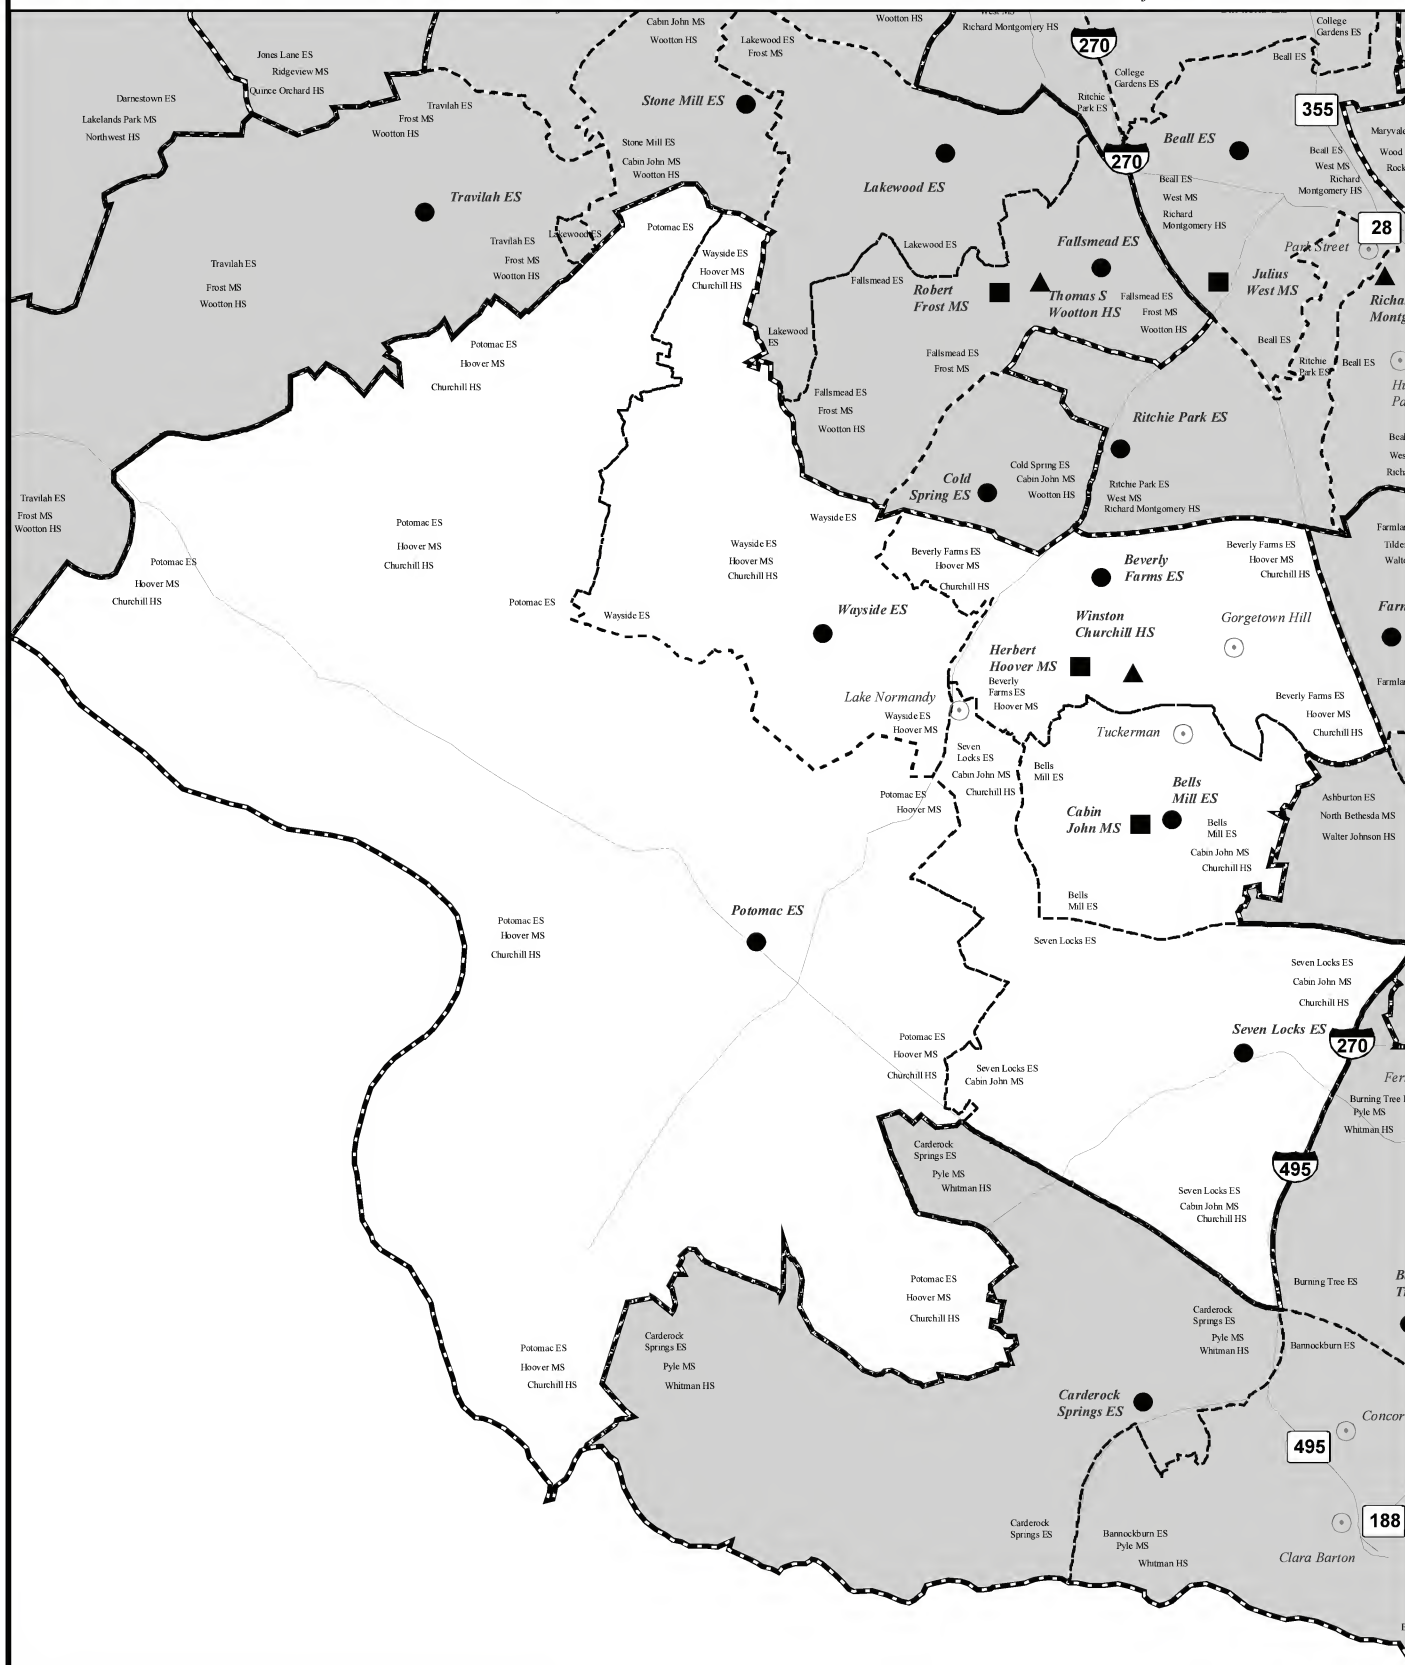 Cabin John MS
Wootton HS
Lakewood ES
Frost MS
Wootton HS
Richard Montgomery HS
270
College
Gardens ES
Beall ES
College
Gardens ES
Jones Lane ES
Ridgeview MS
Quince Orchard HS
Darnestown ES
Lakelands Park MS
Northwest HS
Travilah ES
Frost MS
Wootton HS
Stone Mill ES
Ritchie
Park ES
355
Beall ES
Stone Mill ES
Cabin John MS
Wootton HS
Lakewood ES
270
Beall ES
West MS
Richard
Montgomery HS
Beall ES
West MS
Richard
Montgomery HS
Travilah ES
Lakewood ES
Travilah ES
Frost MS
Wootton HS
Travilah ES
Frost MS
Wootton HS
Potomac ES
Wayside ES
Hoover MS
Churchill HS
Lakewood ES
Fallsmead ES
Fallsmead ES
Robert
Frost MS
Thomas S
Wootton HS
Fallsmead ES
Frost MS
Wootton HS
Julius
West MS
Park Street
28
Potomac ES
Hoover MS
Churchill HS
Lakewood
ES
Fallsmead ES
Frost MS
Beall ES
Ritchie
Park ES
Beall ES
Fallsmead ES
Frost MS
Wootton HS
Ritchie Park ES
Cold
Spring ES
Cold Spring ES
Cabin John MS
Wootton HS
Ritchie Park ES
West MS
Richard Montgomery HS
Travilah ES
Frost MS
Wootton HS
Potomac ES
Hoover MS
Churchill HS
Potomac ES
Hoover MS
Churchill HS
Wayside ES
Wayside ES
Hoover MS
Churchill HS
Beverly Farms ES
Hoover MS
Churchill HS
Beverly
Farms ES
Beverly Farms ES
Hoover MS
Churchill HS
Potomac ES
Wayside ES
Wayside ES
Winston
Churchill HS
Gorgetown Hill
Herbert
Hoover MS
Beverly
Farms ES
Hoover MS
Lake Normandy
Wayside ES
Hoover MS
Beverly Farms ES
Hoover MS
Churchill HS
Tuckerman
Seven
Locks ES
Cabin John MS
Churchill HS
Bells
Mill ES
Bells
Mill ES
Potomac ES
Hoover MS
Cabin
John MS
Bells
Mill ES
Cabin John MS
Churchill HS
Ashburton ES
North Bethesda MS
Walter Johnson HS
Bells
Mill ES
Potomac ES
Potomac ES
Hoover MS
Churchill HS
Seven Locks ES
Seven Locks ES
Cabin John MS
Churchill HS
Seven Locks ES
270
Potomac ES
Hoover MS
Churchill HS
Seven Locks ES
Cabin John MS
Burning Tree
Pyle MS
Whitman HS
Carderock
Springs ES
Pyle MS
Whitman HS
495
Seven Locks ES
Cabin John MS
Churchill HS
Potomac ES
Hoover MS
Churchill HS
Burning Tree ES
Carderock
Springs ES
Pyle MS
Whitman HS
Bannockburn ES
Potomac ES
Hoover MS
Churchill HS
Carderock
Springs ES
Pyle MS
Whitman HS
Carderock
Springs ES
495
188
Carderock
Springs ES
Bannockburn ES
Pyle MS
Whitman HS
Clara Barton